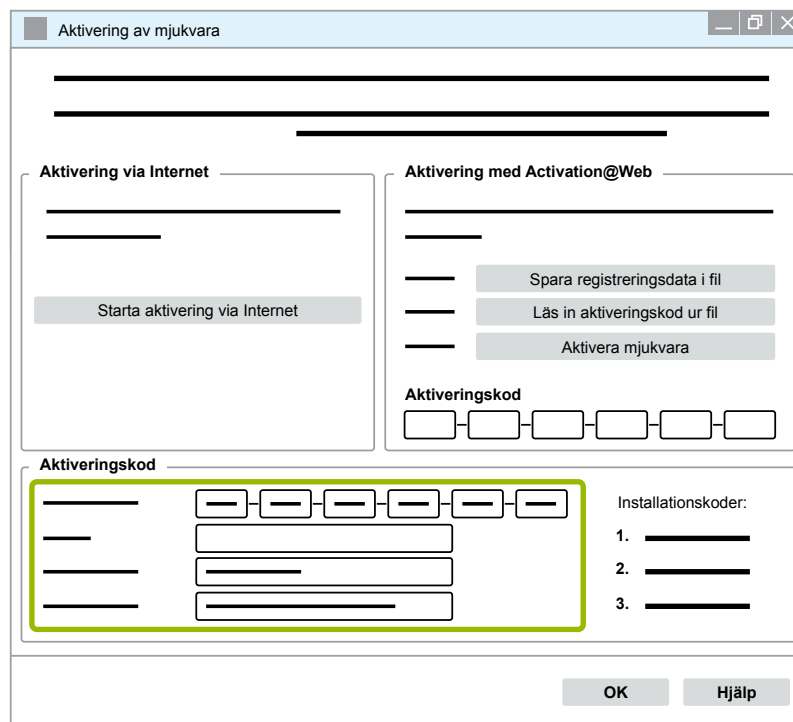 Aktivering av mjukvara
Aktivering via Internet
Starta aktivering via Internet
Aktivering med Activation@Web
Spara registreringsdata i fil
Läs in aktiveringskod ur fil
Aktivera mjukvara
Aktiveringskod
Aktiveringskod
Installationskoder:
1.
2.
3.
OK
Hjälp